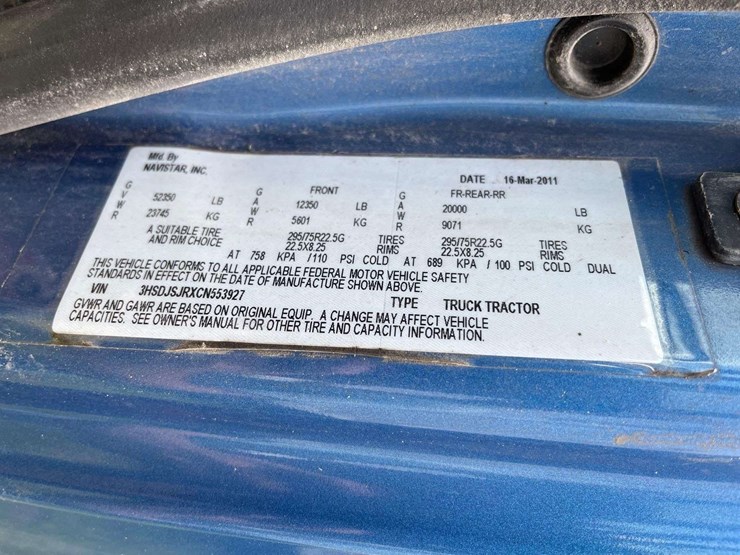 Mfd. By
NAVISTAR, INC. DATE 16-Mar-2011
GVWR 52350 LB GAWR FRONT 12350 LB GAWR FR-REAR-RR 20000 LB
23745 KG 5601 KG 9071 KG
A SUITABLE TIRE 295/75R22.5G TIRES 295/75R22.5G TIRES
AND RIM CHOICE 22.5X8.25 RIMS 22.5X8.25 RIMS
AT 758 KPA / 110 PSI COLD AT 689 KPA / 100 PSI COLD DUAL
THIS VEHICLE CONFORMS TO ALL APPLICABLE FEDERAL MOTOR VEHICLE SAFETY
STANDARDS IN EFFECT ON THE DATE OF MANUFACTURE SHOWN ABOVE.
VIN 3HSDJSJRXCN553927 TYPE TRUCK TRACTOR
GVWR AND GAWR ARE BASED ON ORIGINAL EQUIP. A CHANGE MAY AFFECT VEHICLE
CAPACITIES. SEE OWNER'S MANUAL FOR OTHER TIRE AND CAPACITY INFORMATION.